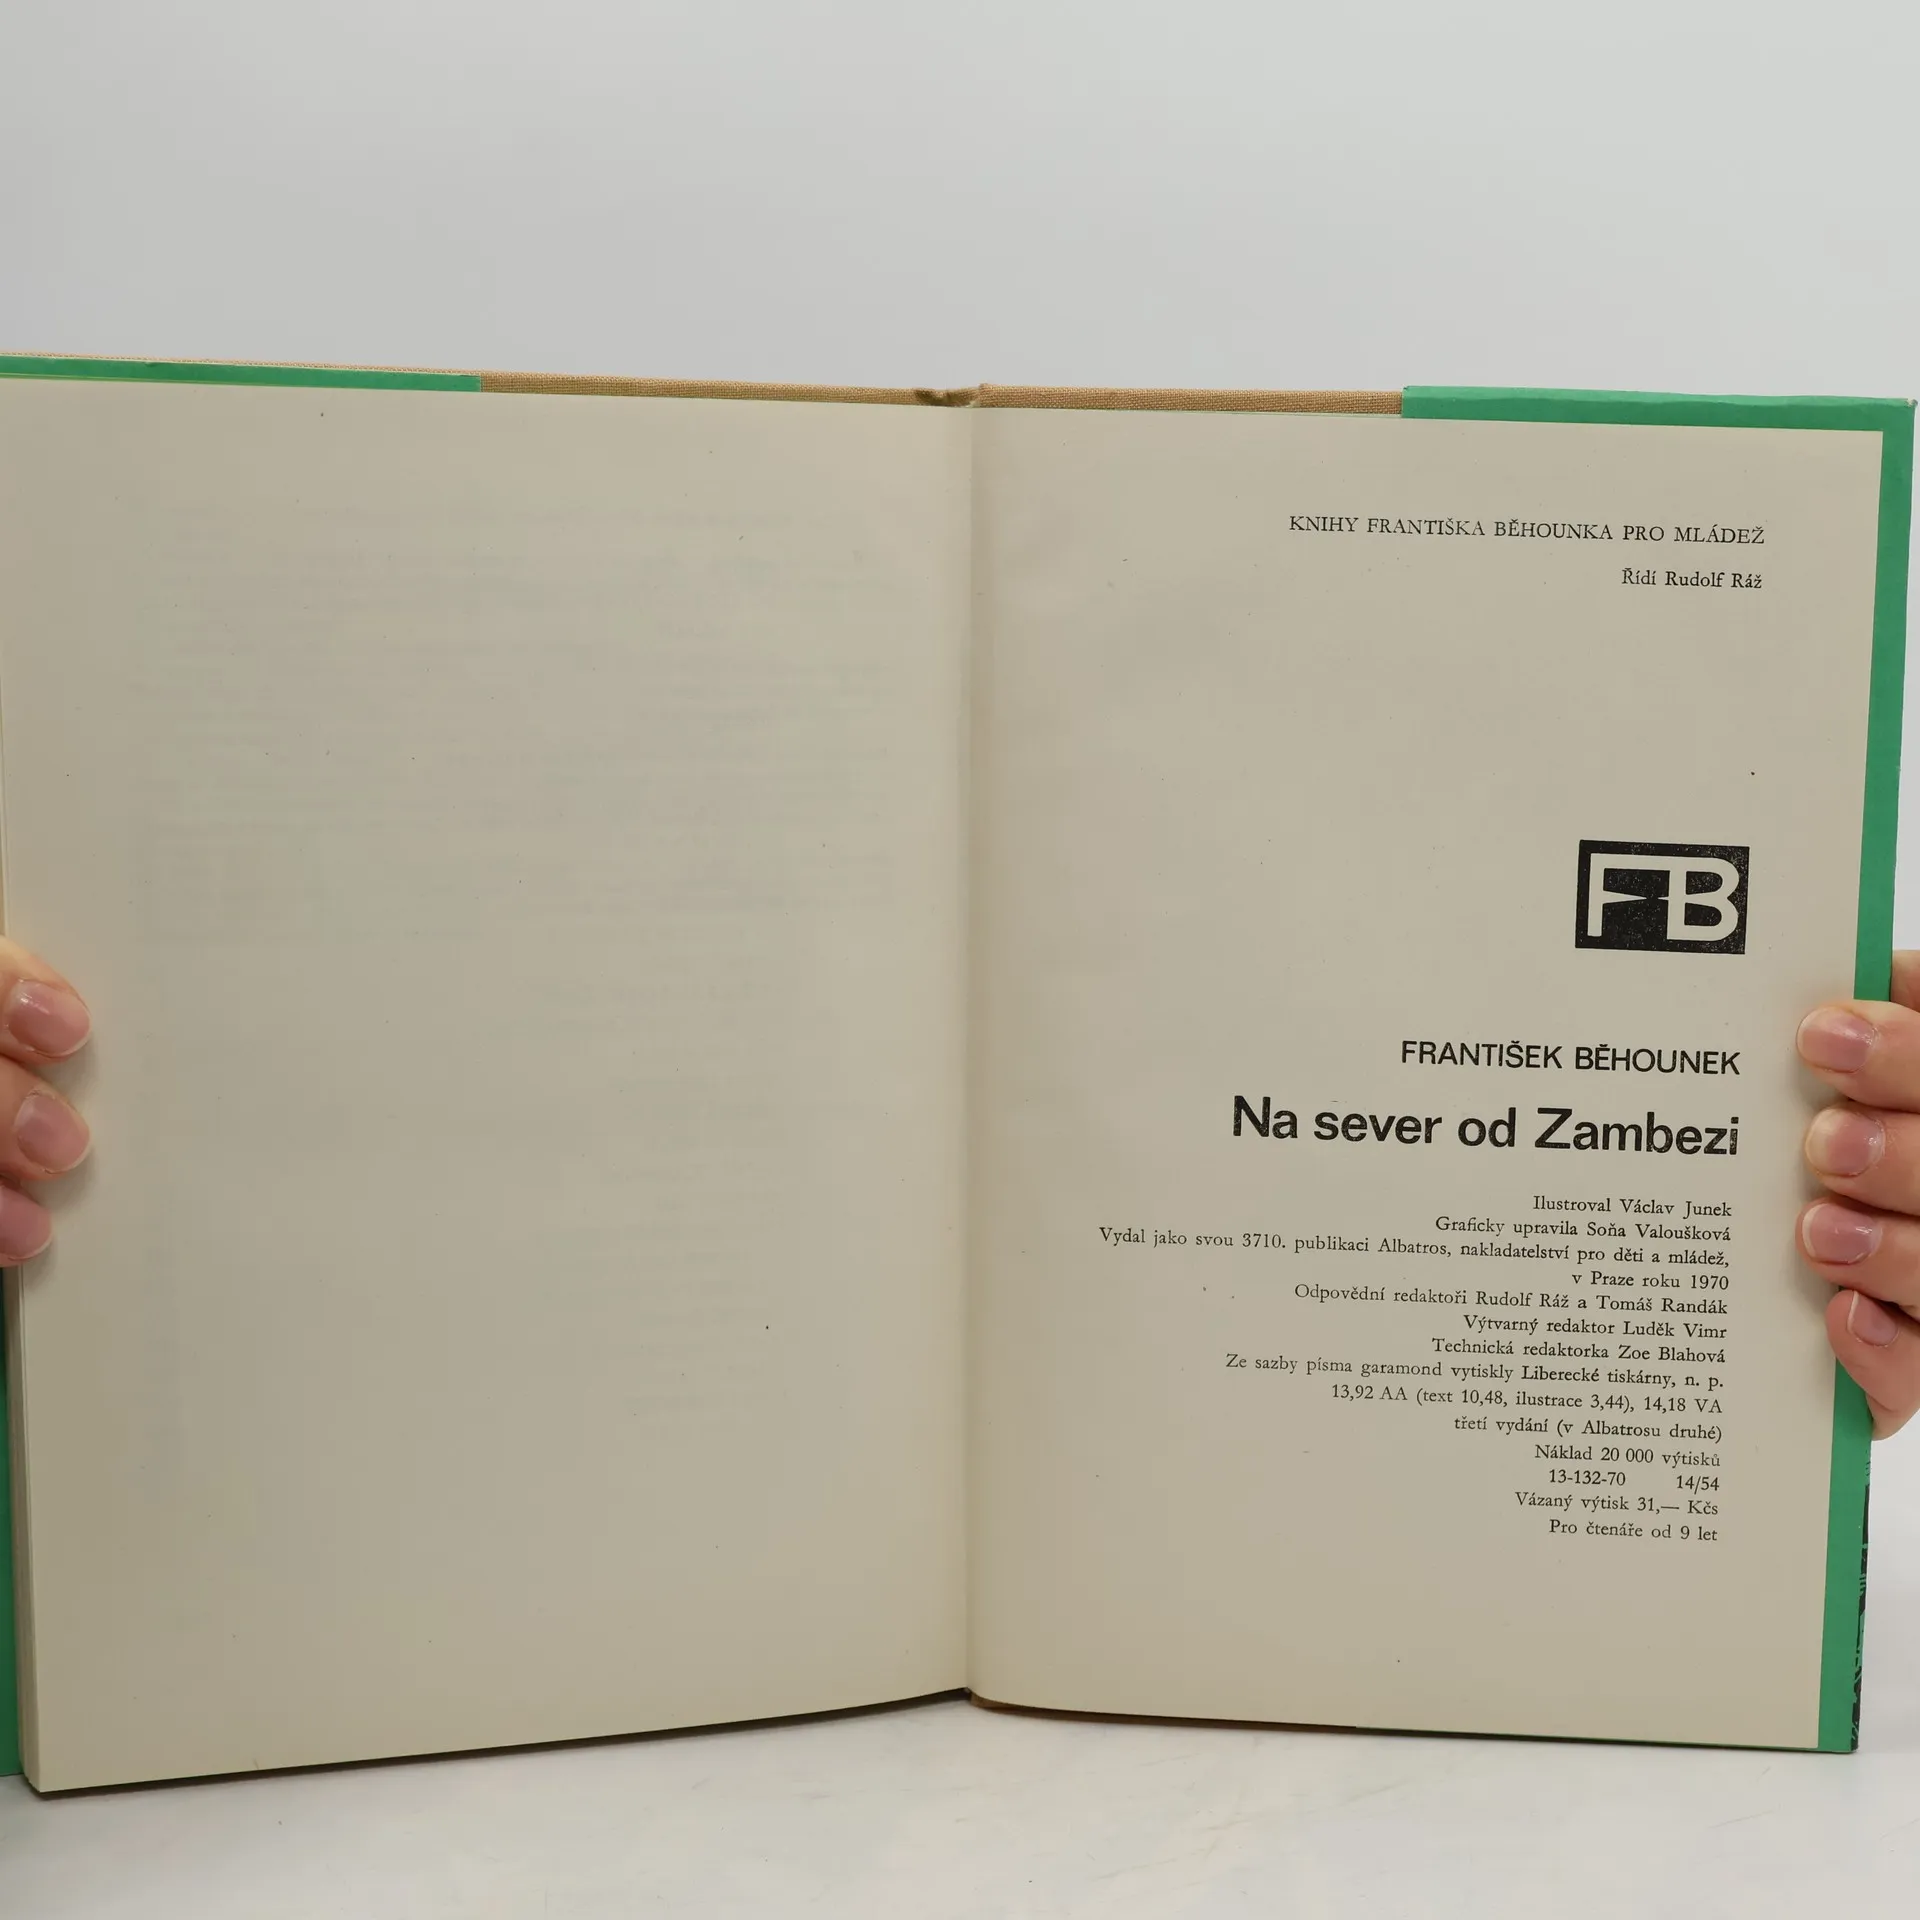 KNIHY FRANTIŠKA BĚHOUNKA PRO MLÁDEŽ
Řídí Rudolf Ráž
FB
FRANTIŠEK BĚHOUNEK
Na sever od Zambezi
Ilustroval Václav Junek
Graficky upravila Soňa Valoušková
Vydal jako svou 3710. publikaci Albatros, nakladatelství pro děti a mládež,
v Praze roku 1970
Odpovědní redaktoři Rudolf Ráž a Tomáš Randák
Výtvarný redaktor Luděk Vimr
Technická redaktorka Zoe Blahová
Ze sazby písma garamond vytiskly Liberecké tiskárny, n. p.
13,92 AA (text 10,48, ilustrace 3,44), 14,18 VA
třetí vydání (v Albatrosu druhé)
Náklad 20 000 výtisků
13-132-70 14/54
Vázaný výtisk 31,— Kčs
Pro čtenáře od 9 let